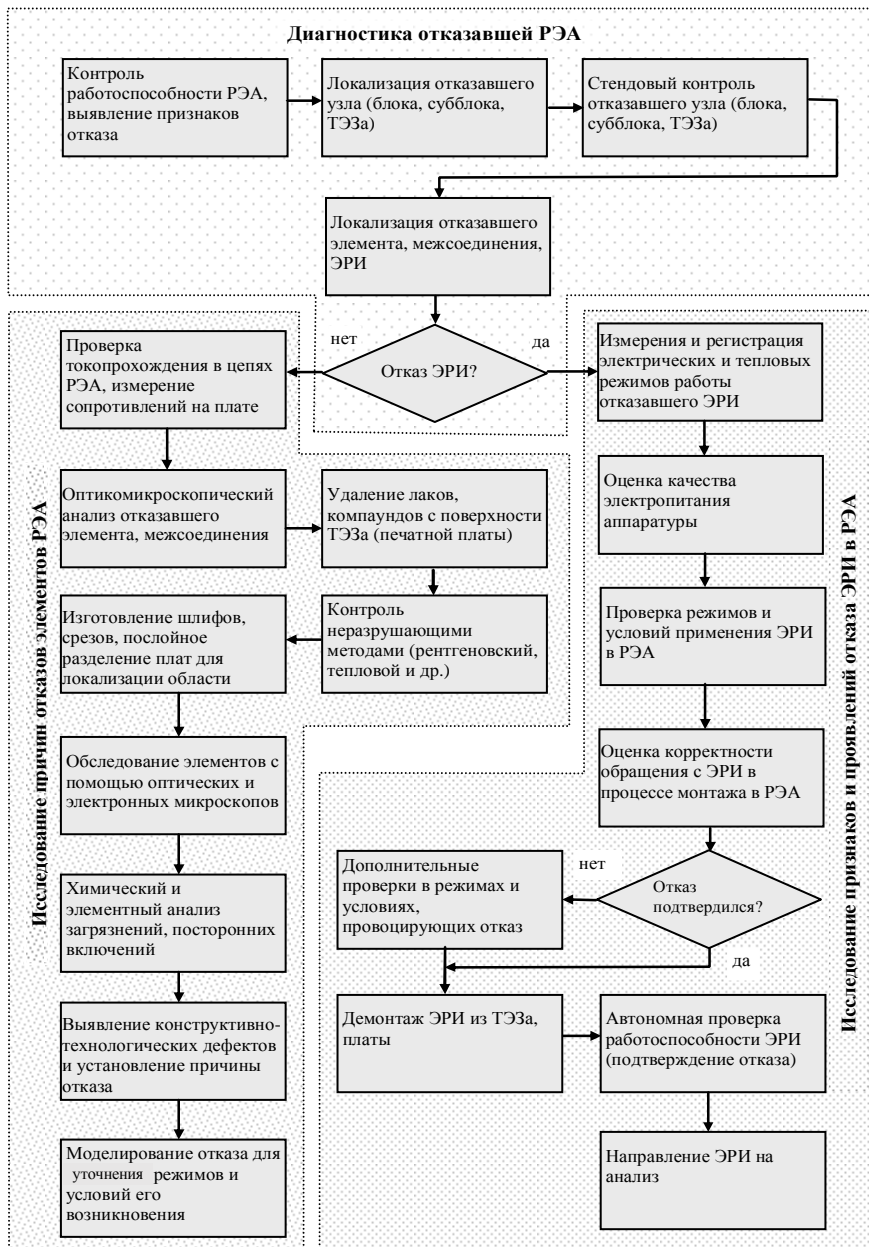 Диагностика отказавшей РЭА
Контроль
работоспособности РЭА,
выявление признаков
отказа
Локализация отказавшего
узла (блока, субблока,
ТЭЗа)
Стендовый контроль
отказавшего узла (блока,
субблока, ТЭЗа)
Локализация отказавшего
элемента, межсоединения,
ЭРИ
Отказ ЭРИ?
нет
да
Исследование причин отказов элементов РЭА
Проверка
токопрохождения в цепях
РЭА, измерение
сопротивлений на плате
Оптикомикроскопический
анализ отказавшего
элемента, межсоединения
Удаление лаков,
компаундов с поверхности
ТЭЗа (печатной платы)
Контроль
неразрушающими
методами (рентгеновский,
тепловой и др.)
Изготовление шлифов,
срезов, послойное
разделение плат для
локализации области
Обследование элементов с
помощью оптических и
электронных микроскопов
Химический и
элементный анализ
загрязнений, посторонних
включений
Выявление конструктивно-
технологических дефектов
и установление причины
отказа
Моделирование отказа для
уточнения режимов и
условий его
возникновения
Исследование признаков и проявлений отказа ЭРИ в РЭА
Измерения и регистрация
электрических и тепловых
режимов работы
отказавшего ЭРИ
Оценка качества
электропитания
аппаратуры
Проверка режимов и
условий применения ЭРИ
в РЭА
Оценка корректности
обращения с ЭРИ в
процессе монтажа в РЭА
Отказ
подтвердился?
нет
да
Дополнительные
проверки в режимах и
условиях,
провоцирующих отказ
Демонтаж ЭРИ из ТЭЗа,
платы
Автономная проверка
работоспособности ЭРИ
(подтверждение отказа)
Направление ЭРИ на
анализ